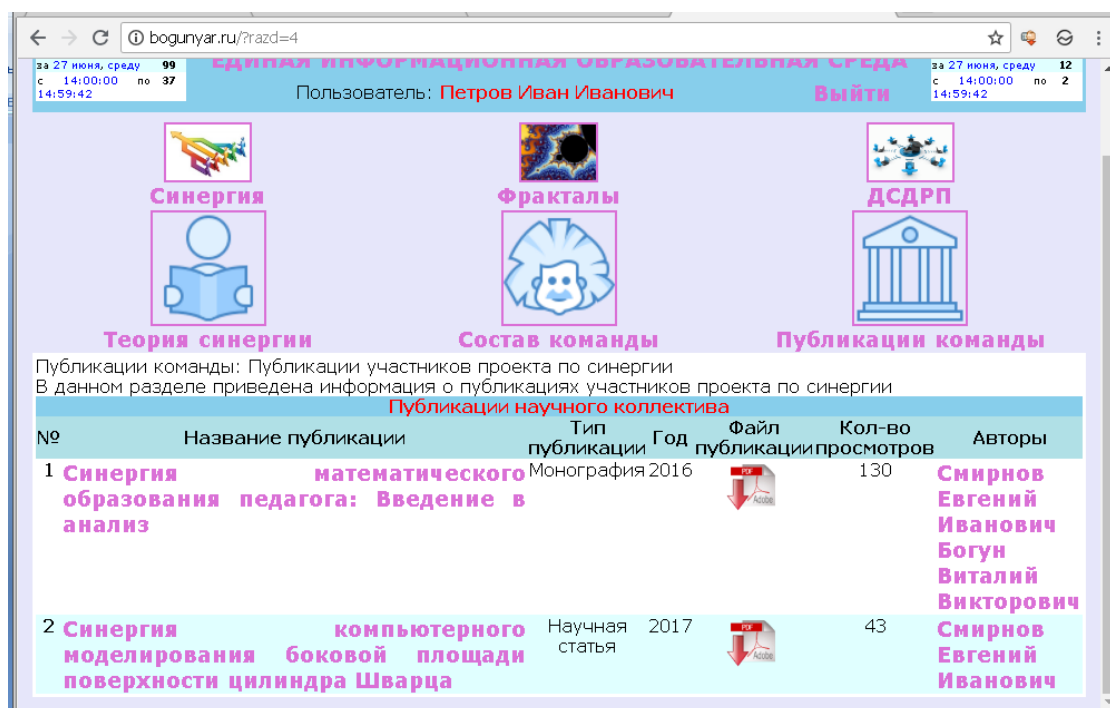 bogunyar.ru/?razd=4
за 27 июня, среду 99
с 14:00:00 по 37
14:59:42
ЕДИНАЯ ИНФОРМАЦИОННАЯ ОБРАЗОВАТЕЛЬНАЯ СРЕДА
Пользователь: Петров Иван Иванович Выйти
за 27 июня, среду 12
с 14:00:00 по 2
14:59:42
Синергия Фракталы ДСДРП
Теория синергии Состав команды Публикации команды
Публикации команды: Публикации участников проекта по синергии
В данном разделе приведена информация о публикациях участников проекта по синергии
Публикации научного коллектива
№ Название публикации Тип публикации Год Файл публикации Кол-во просмотров Авторы
1 Синергия математического Монография 2016 PDF 130 Смирнов
образования педагога: Введение в Adobe Евгений
анализ Иванович
Богун
Виталий
Викторович
2 Синергия компьютерного Научная 2017 PDF 43 Смирнов
моделирования боковой площади статья Adobe Евгений
поверхности цилиндра Шварца Иванович